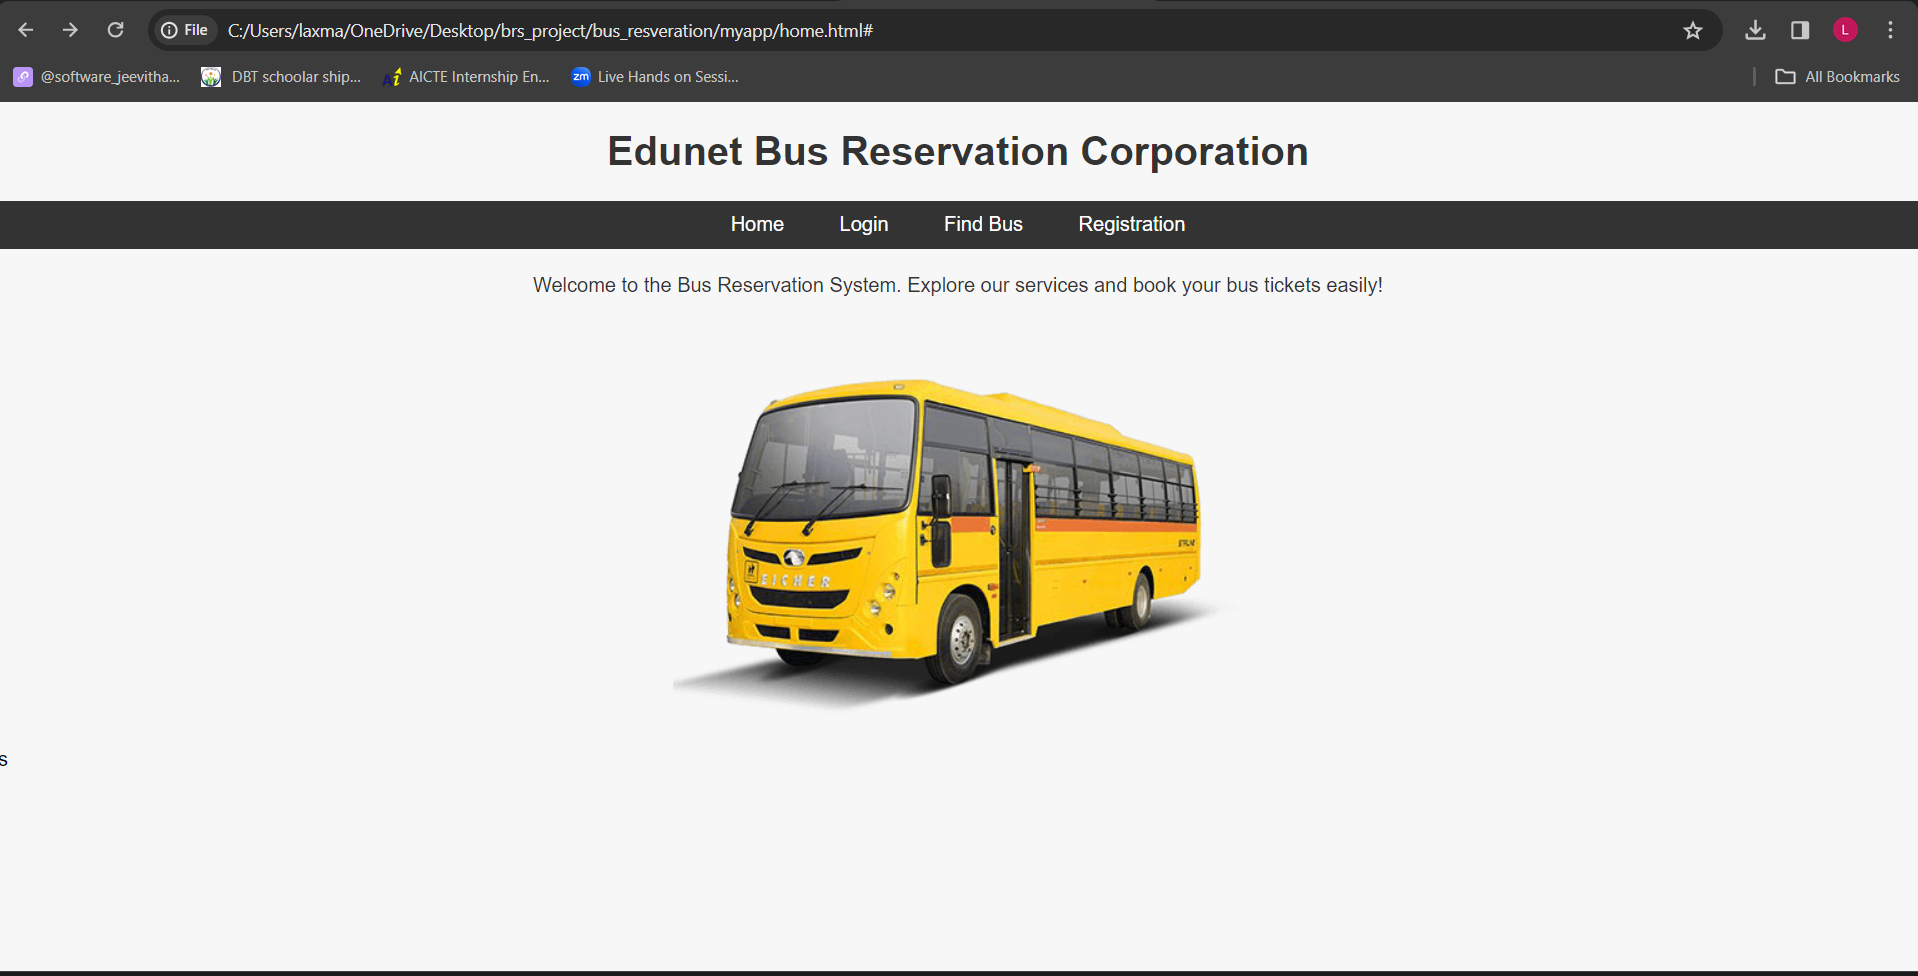 File C:/Users/laxma/OneDrive/Desktop/brs_project/bus_resveration/myapp/home.html# L
@software_jeevitha... DBT schoolar ship... AICTE Internship En... zm Live Hands on Sessi... All Bookmarks
Edunet Bus Reservation Corporation
Home Login Find Bus Registration
Welcome to the Bus Reservation System. Explore our services and book your bus tickets easily!
EICHER
s